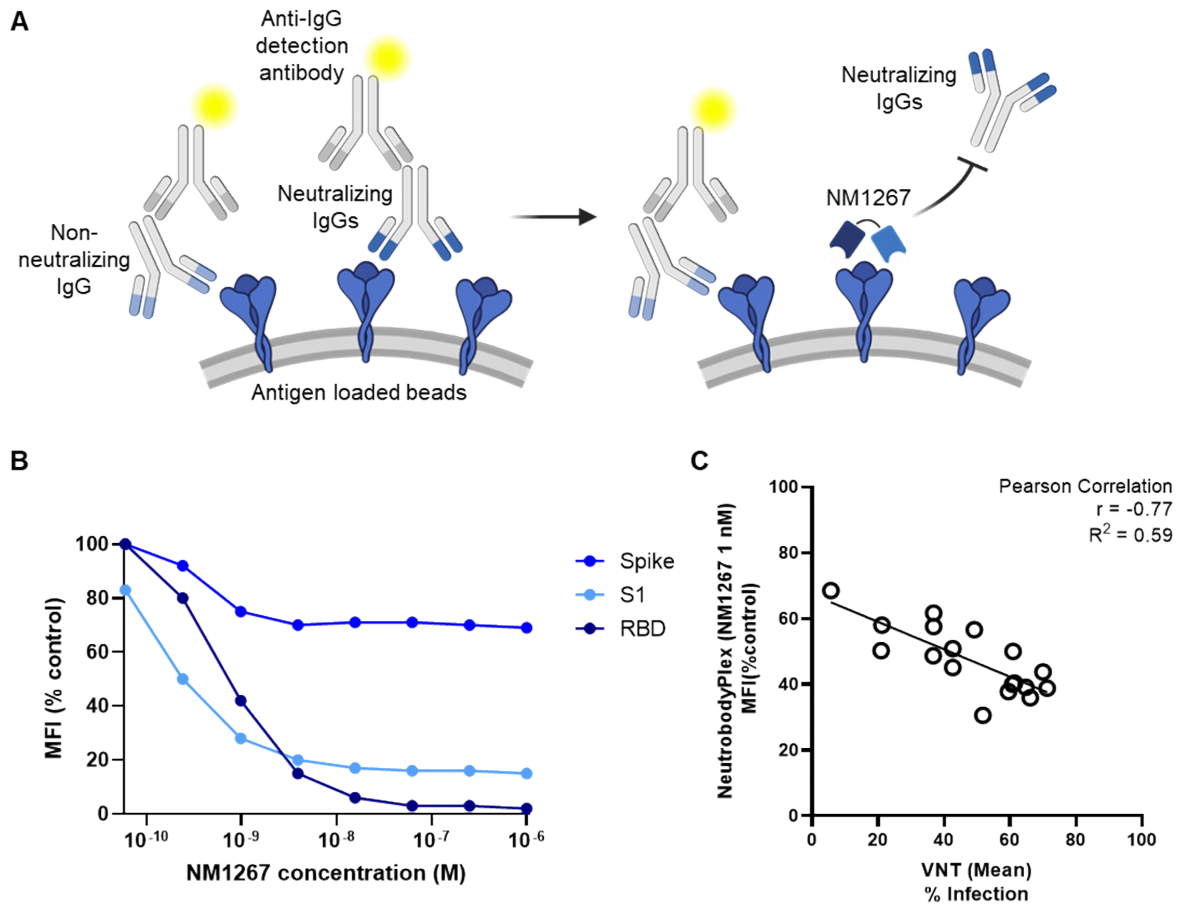 A
Anti-IgG
detection
antibody
Neutralizing
IgGs
Non-
neutralizing
IgG
Neutralizing
IgGs
NM1267
Antigen loaded beads
B
MFI (% control)
100
80
60
40
20
0
10-10
10-9
10-8
10-7
10-6
NM1267 concentration (M)
Spike
S1
RBD
C
Pearson Correlation
r = -0.77
R2 = 0.59
NeutrobodyPlex (NM1267 1 nM)
MFI(%control)
100
80
60
40
20
0
0
20
40
60
80
100
VNT (Mean)
% Infection